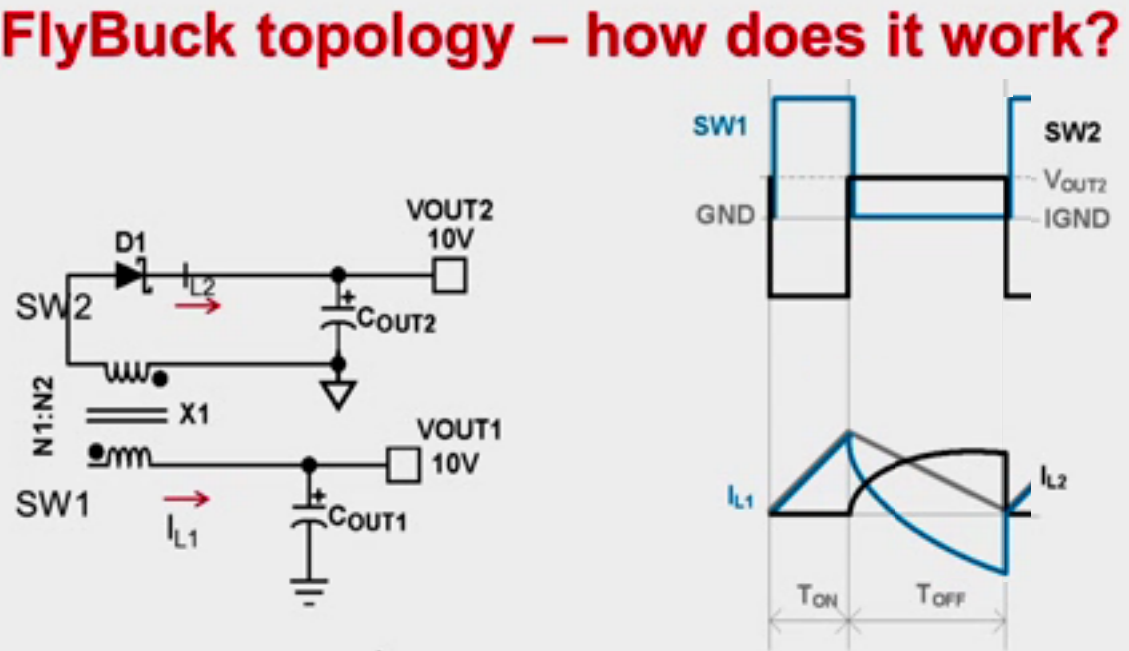 FlyBuck topology – how does it work?
SW1
SW2
VOUT2
GND
IGND
VOUT2
10V
D1
IL2
SW2
COUT2
N1:N2
X1
VOUT1
10V
SW1
IL1
COUT1
IL1
IL2
TON
TOFF